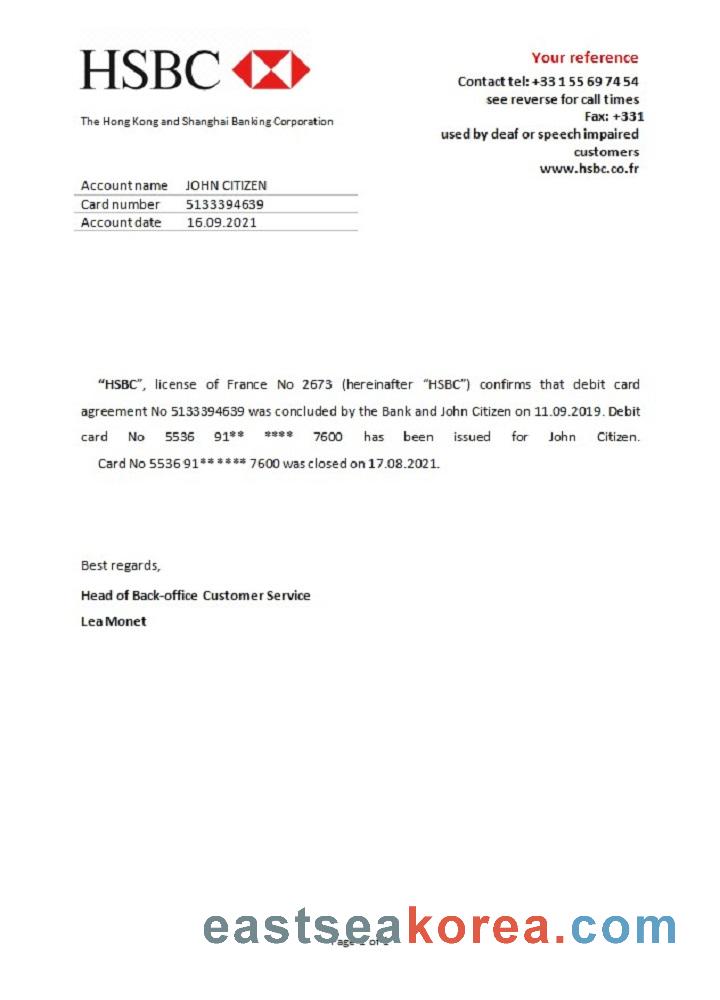 HSBC
The Hong Kong and Shanghai Banking Corporation
Your reference
Contact tel: +33 1 55 69 74 54
see reverse for call times
Fax: +331
used by deaf or speech impaired
customers
www.hsbc.co.fr
Account name JOHN CITIZEN
Card number 5133394639
Account date 16.09.2021
“HSBC”, license of France No 2673 (hereinafter “HSBC”) confirms that debit card
agreement No 5133394639 was concluded by the Bank and John Citizen on 11.09.2019. Debit
card No 5536 91** **** 7600 has been issued for John Citizen.
Card No 5536 91** **** 7600 was closed on 17.08.2021.
Best regards,
Head of Back-office Customer Service
Lea Monet
eastseakorea.com
Page of